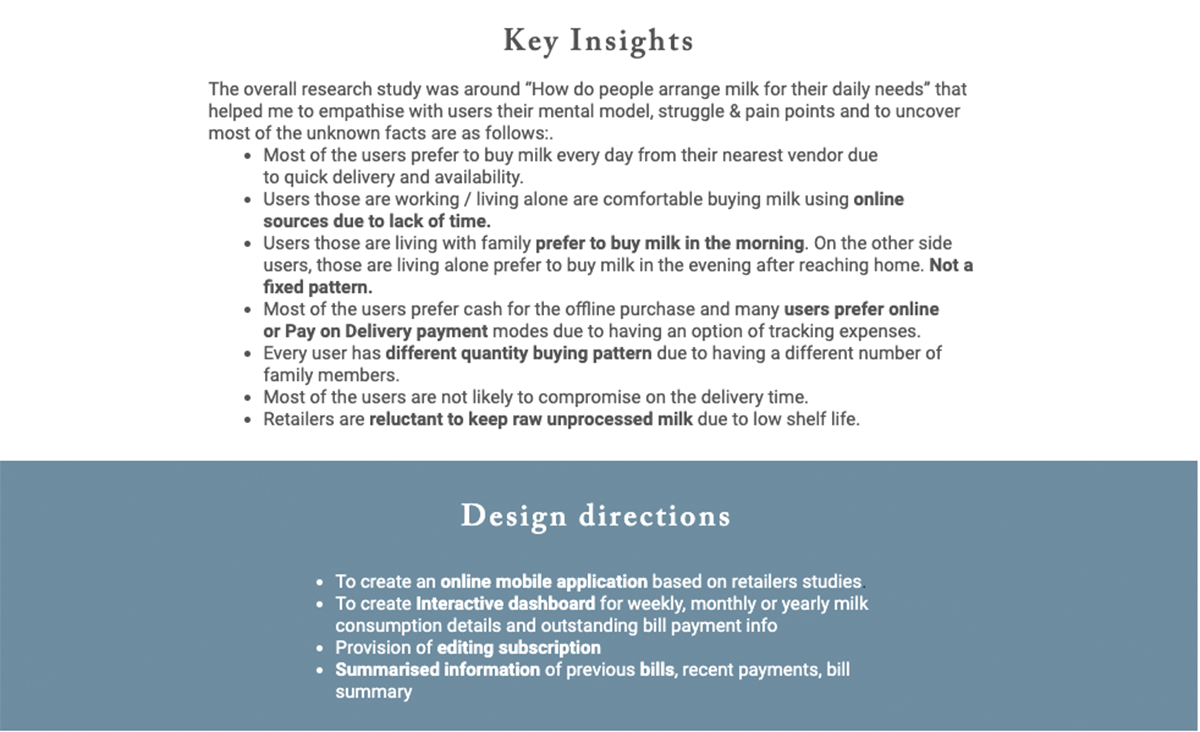 Key Insights
The overall research study was around “How do people arrange milk for their daily needs” that
helped me to empathise with users their mental model, struggle & pain points and to uncover
most of the unknown facts are as follows:.
• Most of the users prefer to buy milk every day from their nearest vendor due
to quick delivery and availability.
• Users those are working / living alone are comfortable buying milk using online
sources due to lack of time.
• Users those are living with family prefer to buy milk in the morning. On the other side
users, those are living alone prefer to buy milk in the evening after reaching home. Not a
fixed pattern.
• Most of the users prefer cash for the offline purchase and many users prefer online
or Pay on Delivery payment modes due to having an option of tracking expenses.
• Every user has different quantity buying pattern due to having a different number of
family members.
• Most of the users are not likely to compromise on the delivery time.
• Retailers are reluctant to keep raw unprocessed milk due to low shelf life.
Design directions
• To create an online mobile application based on retailers studies.
• To create Interactive dashboard for weekly, monthly or yearly milk
consumption details and outstanding bill payment info
• Provision of editing subscription
• Summarised information of previous bills, recent payments, bill
summary